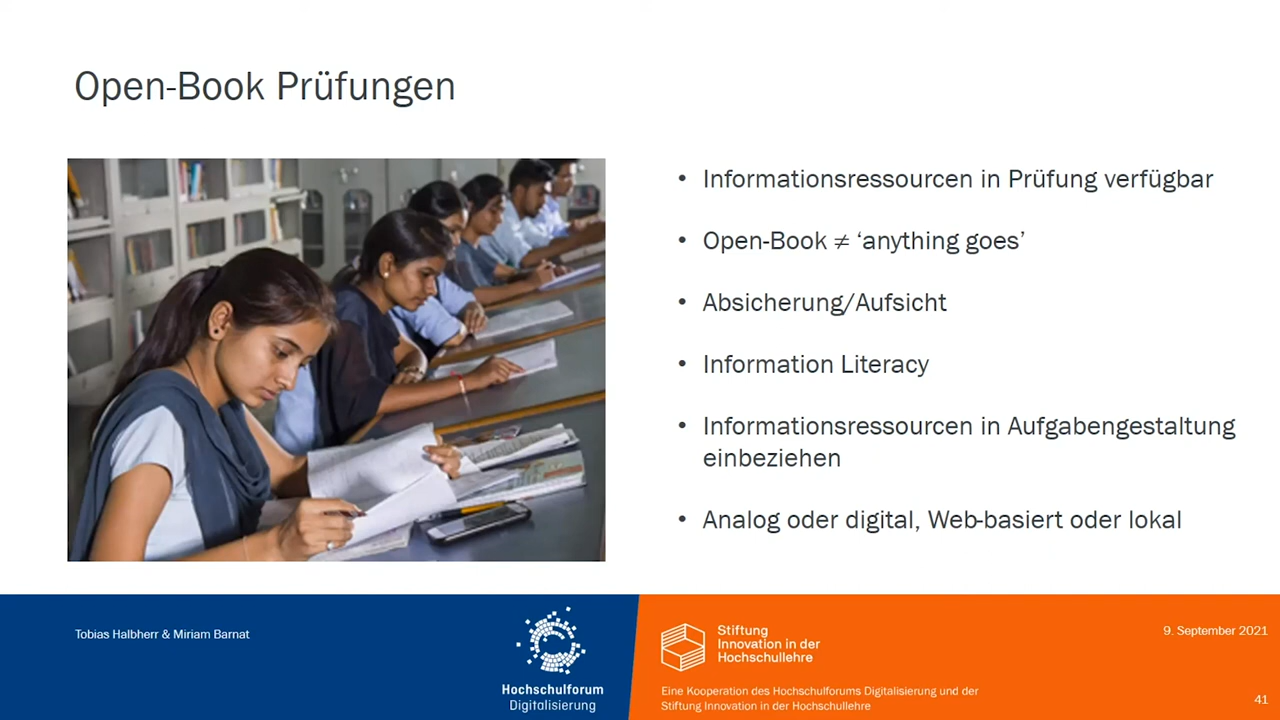 Open-Book Prüfungen
• Informationsressourcen in Prüfung verfügbar
• Open-Book ≠ ‘anything goes’
• Absicherung/Aufsicht
• Information Literacy
• Informationsressourcen in Aufgabengestaltung
einbeziehen
• Analog oder digital, Web-basiert oder lokal
Tobias Halbherr & Miriam Barnat
Hochschulforum
Digitalisierung
Stiftung
Innovation in der
Hochschullehre
Eine Kooperation des Hochschulforums Digitalisierung und der
Stiftung Innovation in der Hochschullehre
9. September 2021
41